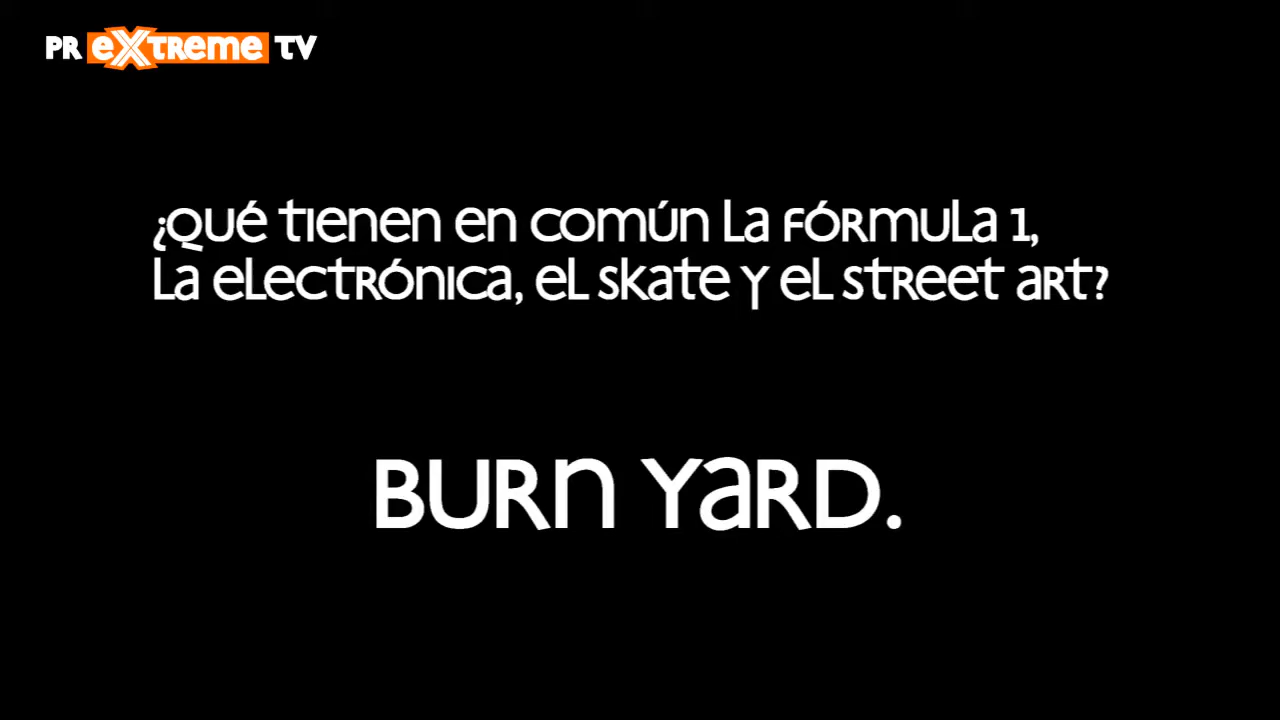 PR eXtreme TV
¿Qué tienen en común la Fórmula 1,
la electrónica, el skate y el street art?
BURN YARD.